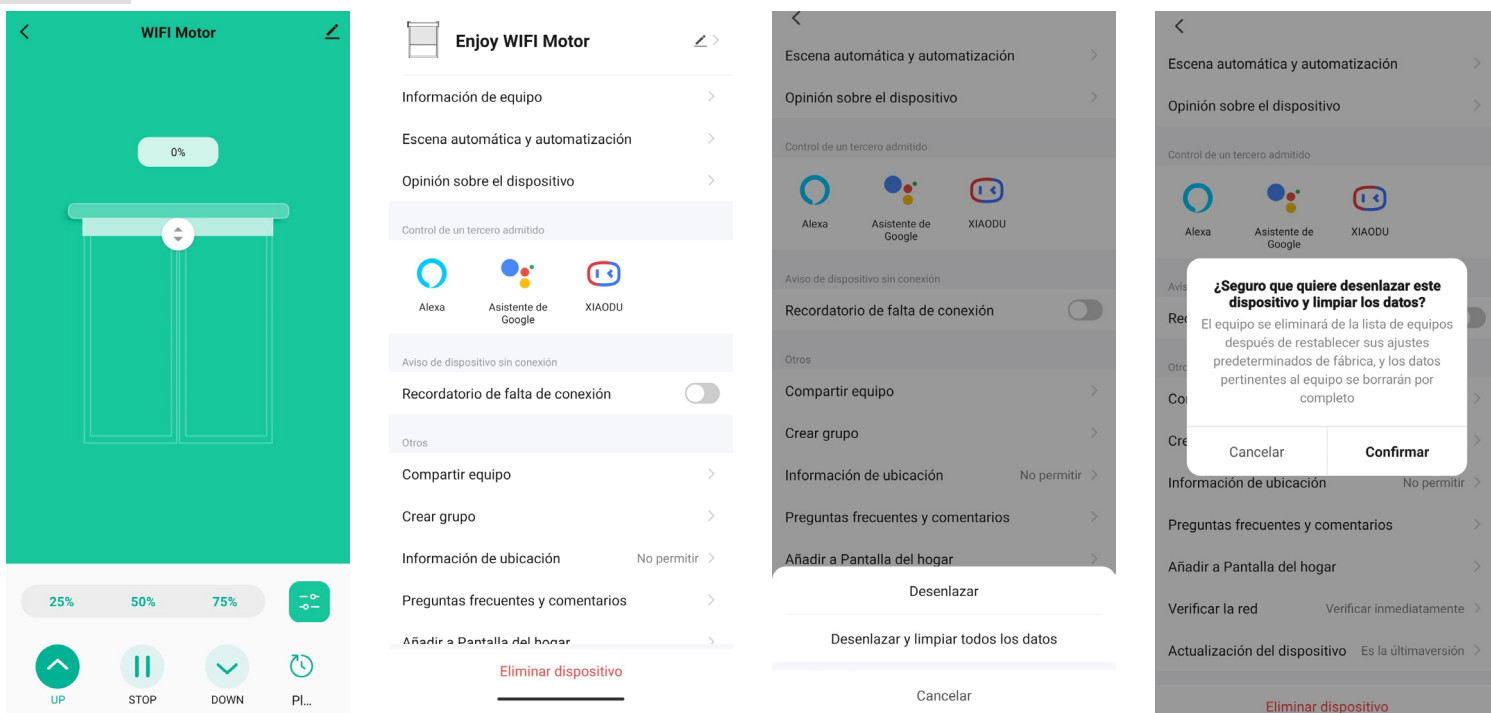 WIFI Motor
0%
25%
50%
75%
UP
STOP
DOWN
Pl...
Enjoy WIFI Motor
Información de equipo
Escena automática y automatización
Opinión sobre el dispositivo
Control de un tercero admitido
Alexa
Asistente de
Google
XIAODU
Aviso de dispositivo sin conexión
Recordatorio de falta de conexión
Otros
Compartir equipo
Crear grupo
Información de ubicación No permitir
Preguntas frecuentes y comentarios
Añadir a Pantalla del hogar
Eliminar dispositivo
Escena automática y automatización
Opinión sobre el dispositivo
Control de un tercero admitido
Alexa
Asistente de
Google
XIAODU
Aviso de dispositivo sin conexión
Recordatorio de falta de conexión
Otros
Compartir equipo
Crear grupo
Información de ubicación No permitir
Preguntas frecuentes y comentarios
Añadir a Pantalla del hogar
Desenlazar
Desenlazar y limpiar todos los datos
Cancelar
Escena automática y automatización
Opinión sobre el dispositivo
Control de un tercero admitido
Alexa
Asistente de
Google
XIAODU
¿Seguro que quiere desenlazar este
dispositivo y limpiar los datos?
El equipo se eliminará de la lista de equipos
después de restablecer sus ajustes
predeterminados de fábrica, y los datos
pertinentes al equipo se borrarán por
completo
Cancelar
Confirmar
Información de ubicación No permitir
Preguntas frecuentes y comentarios
Añadir a Pantalla del hogar
Verificar la red Verificar inmediatamente
Actualización del dispositivo Es la últimaversión
Eliminar dispositivo